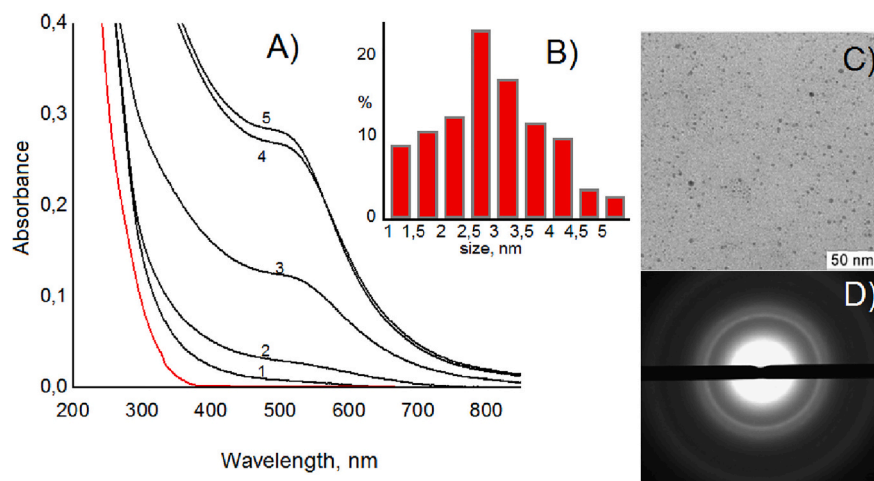 0,4
0,3
0,2
0,1
0,0
Absorbance
200 300 400 500 600 700 800
Wavelength, nm
A)
5
4
3
2
1
B)
20
%
10
0
1 1,5 2 2,5 3 3,5 4 4,5 5
size, nm
C)
50 nm
D)